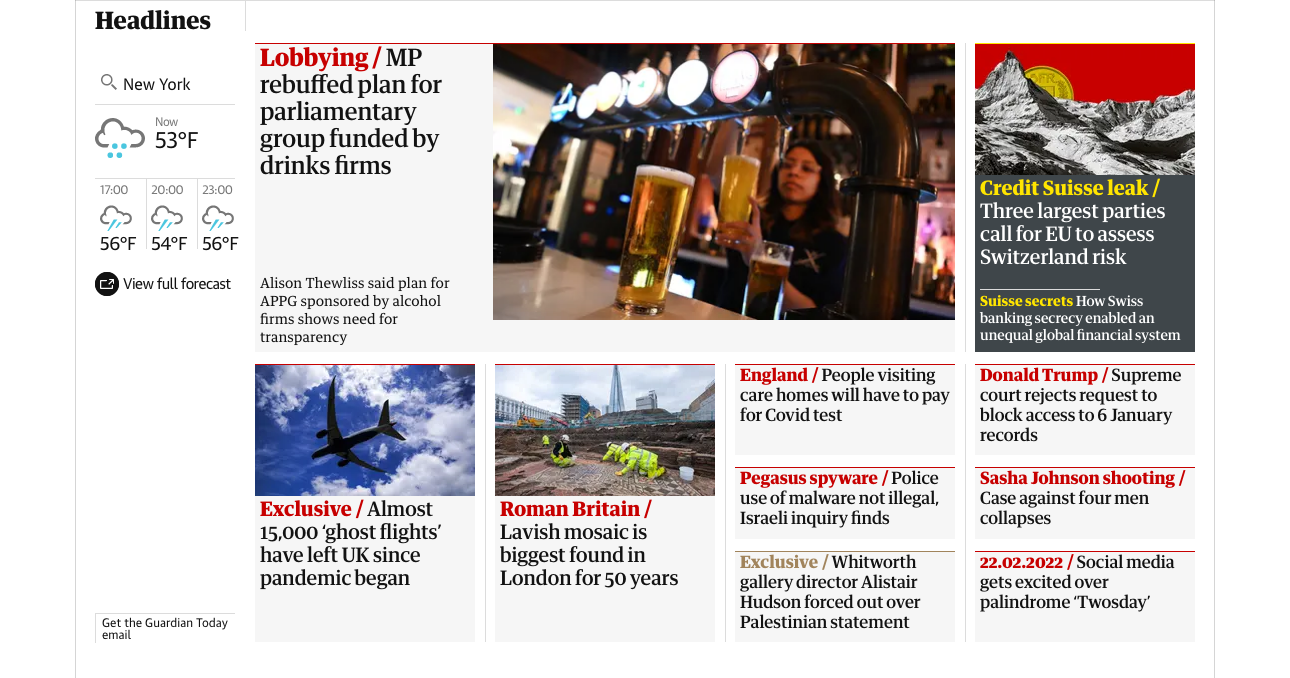 Headlines
New York
Now
53°F
17:00
20:00
23:00
56°F
54°F
56°F
View full forecast
Get the Guardian Today
email
Lobbying / MP
rebuffed plan for
parliamentary
group funded by
drinks firms
Alison Thewliss said plan for
APPG sponsored by alcohol
firms shows need for
transparency
Credit Suisse leak /
Three largest parties
call for EU to assess
Switzerland risk
Suisse secrets How Swiss
banking secrecy enabled an
unequal global financial system
Exclusive / Almost
15,000 ‘ghost flights’
have left UK since
pandemic began
Roman Britain /
Lavish mosaic is
biggest found in
London for 50 years
England / People visiting
care homes will have to pay
for Covid test
Pegasus spyware / Police
use of malware not illegal,
Israeli inquiry finds
Exclusive / Whitworth
gallery director Alistair
Hudson forced out over
Palestinian statement
Donald Trump / Supreme
court rejects request to
block access to 6 January
records
Sasha Johnson shooting /
Case against four men
collapses
22.02.2022 / Social media
gets excited over
palindrome ‘Twosday’